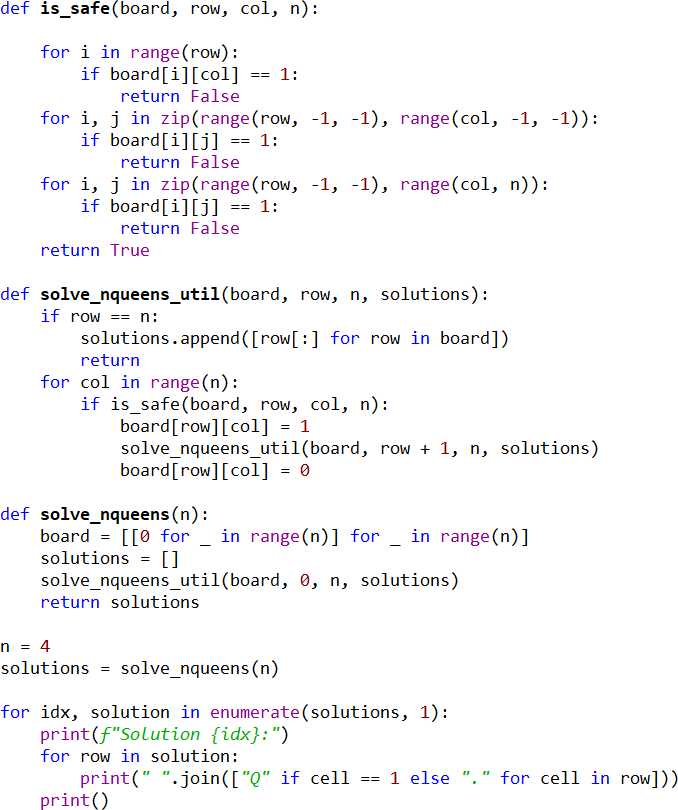 def is_safe(board, row, col, n):

    for i in range(row):
        if board[i][col] == 1:
            return False
    for i, j in zip(range(row, -1, -1), range(col, -1, -1)):
        if board[i][j] == 1:
            return False
    for i, j in zip(range(row, -1, -1), range(col, n)):
        if board[i][j] == 1:
            return False
    return True

def solve_nqueens_util(board, row, n, solutions):
    if row == n:
        solutions.append([row[:] for row in board])
        return
    for col in range(n):
        if is_safe(board, row, col, n):
            board[row][col] = 1
            solve_nqueens_util(board, row + 1, n, solutions)
            board[row][col] = 0

def solve_nqueens(n):
    board = [[0 for _ in range(n)] for _ in range(n)]
    solutions = []
    solve_nqueens_util(board, 0, n, solutions)
    return solutions

n = 4
solutions = solve_nqueens(n)

for idx, solution in enumerate(solutions, 1):
    print(f"Solution {idx}:")
    for row in solution:
        print(" ".join(["Q" if cell == 1 else "." for cell in row]))
    print()